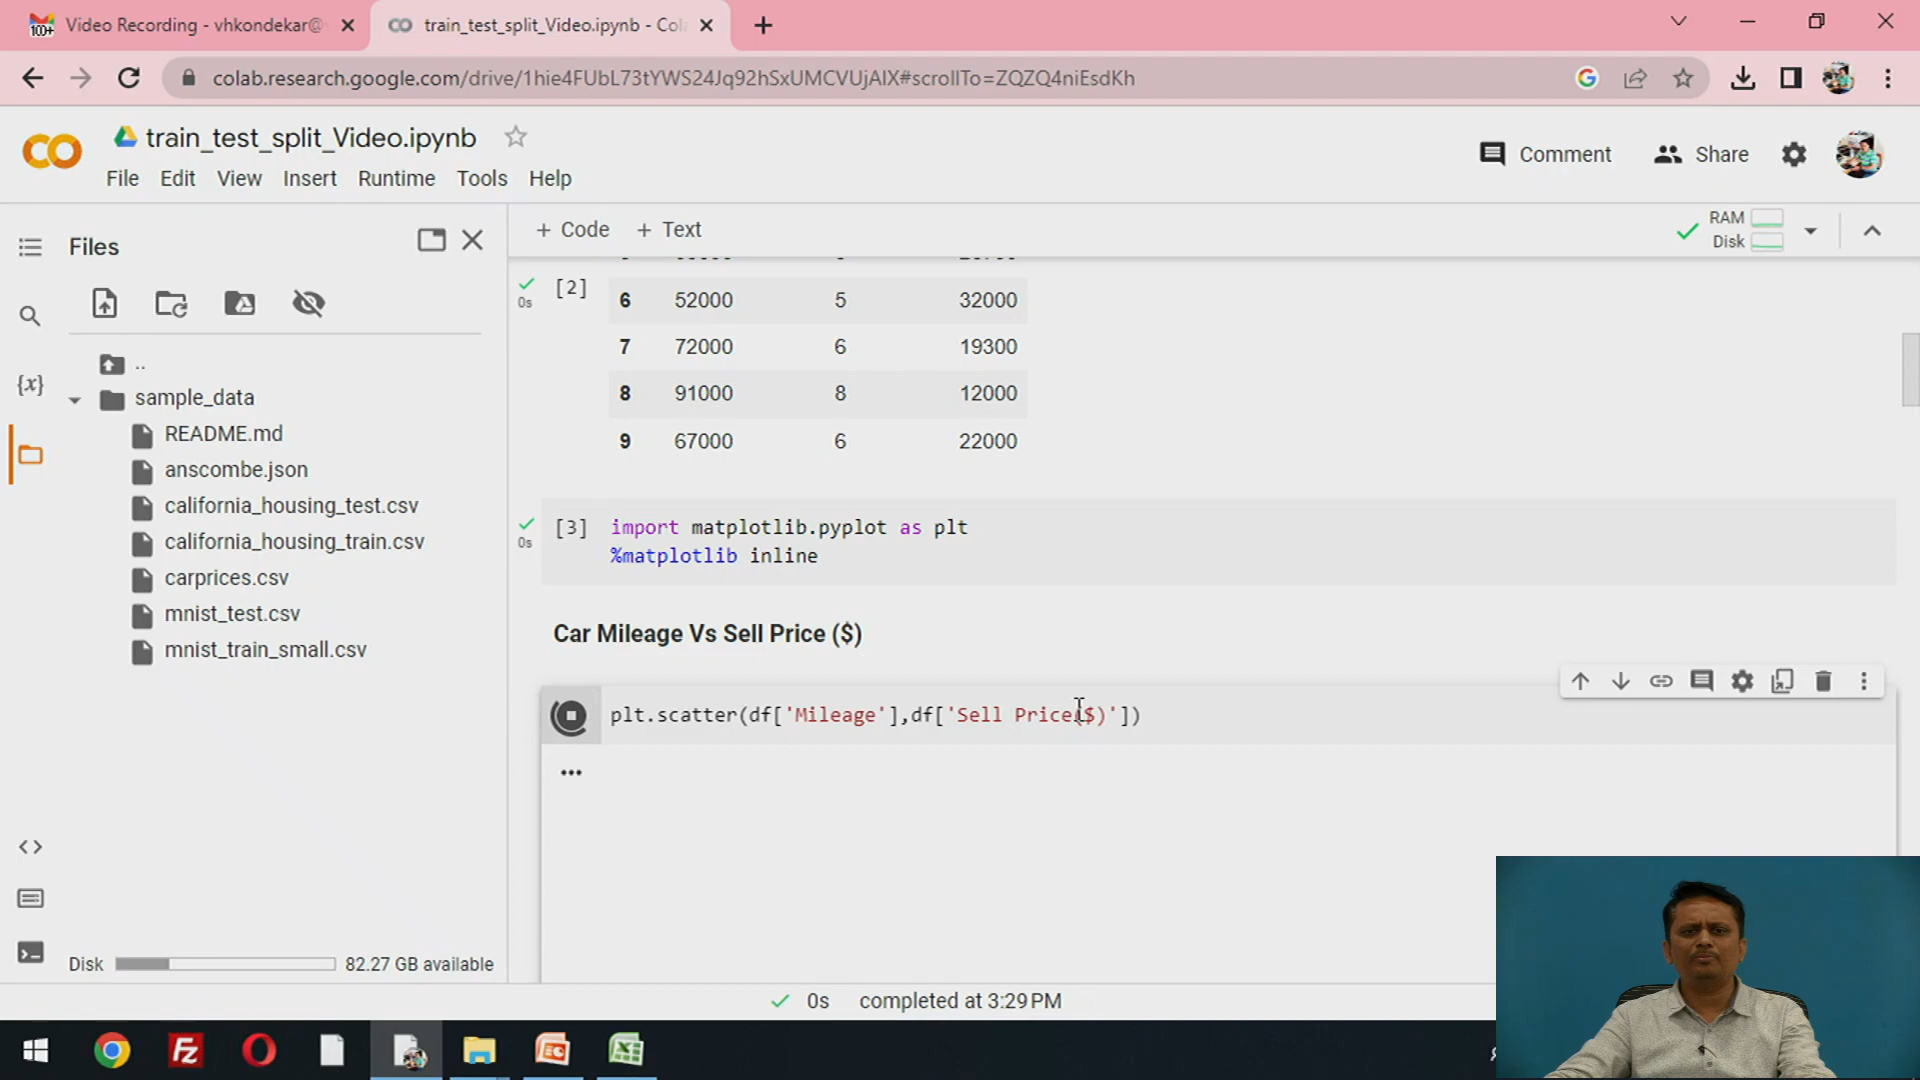 100+ Video Recording - vhkondekar@
train_test_split_Video.ipynb - Col
colab.research.google.com/drive/1hie4FUbL73tYWS24Jq92hSxUMCVUjAlX#scrollTo=ZQZQ4niEsdKh
train_test_split_Video.ipynb
Comment
Share
File Edit View Insert Runtime Tools Help
Files
+ Code + Text
RAM
Disk
..
sample_data
README.md
anscombe.json
california_housing_test.csv
california_housing_train.csv
carprices.csv
mnist_test.csv
mnist_train_small.csv
Disk 82.27 GB available
{x}
0s [2]
6 52000 5 32000
7 72000 6 19300
8 91000 8 12000
9 67000 6 22000
[3] import matplotlib.pyplot as plt
0s %matplotlib inline
Car Mileage Vs Sell Price ($)
plt.scatter(df['Mileage'],df['Sell Price($)'])
0s completed at 3:29 PM